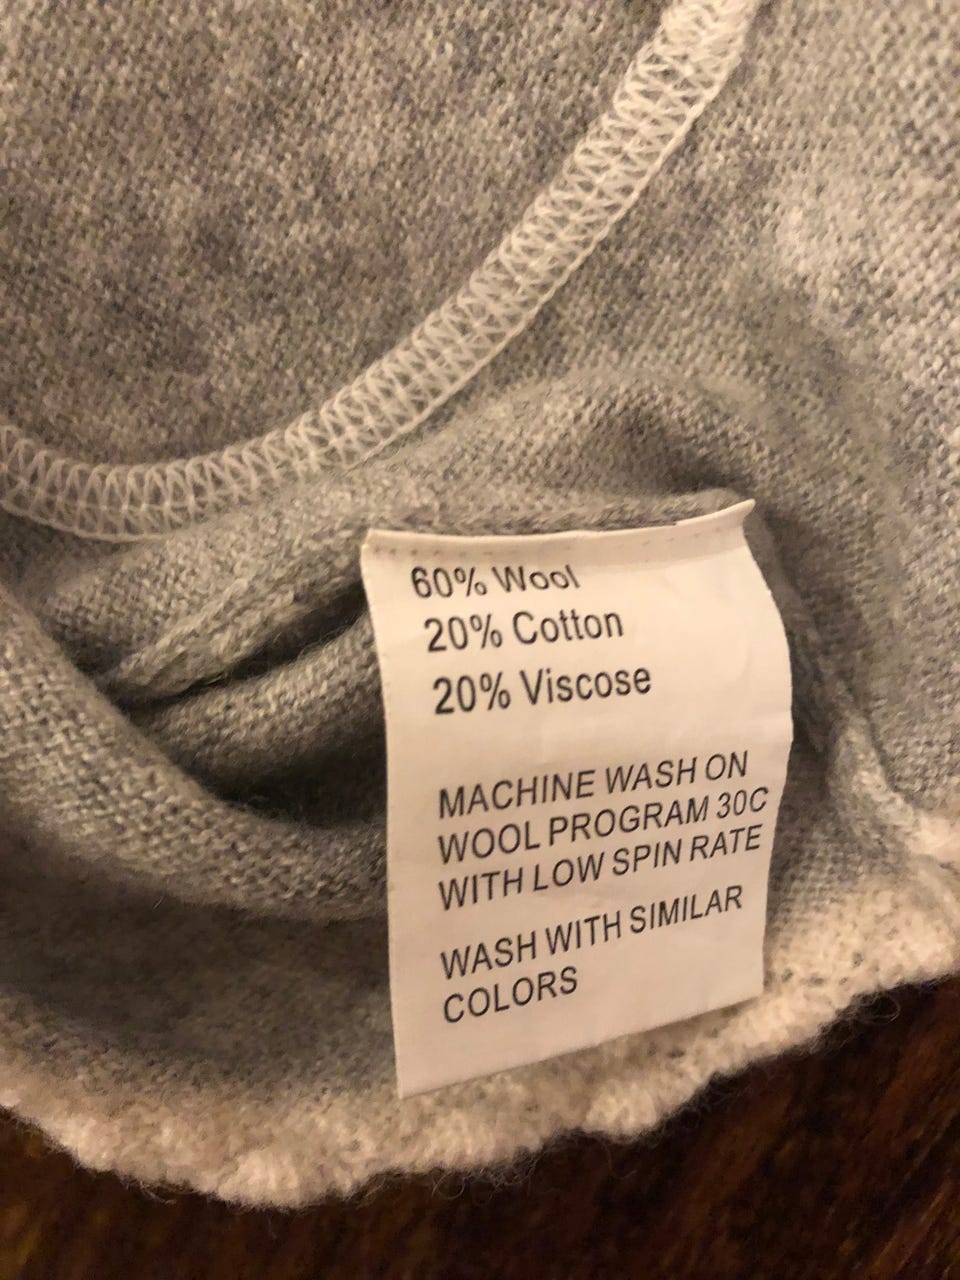 60% Wool
20% Cotton
20% Viscose
MACHINE WASH ON
WOOL PROGRAM 30C
WITH LOW SPIN RATE
WASH WITH SIMILAR
COLORS